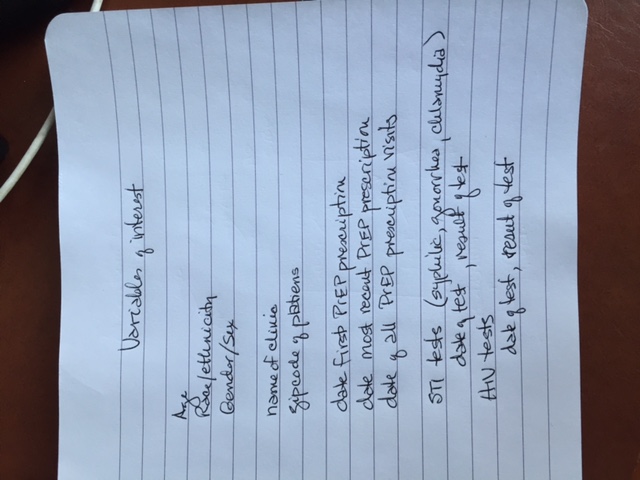 Variables of interest
Age
Race/ethnicity
Gender/Sex
name of clinic
zipcode of patiens
date first PrEP prescription
date most recent PrEP prescription
date of all PrEP prescription visits
STI tests (syphilis, gonorrhea, chlamydia)
date of test, result of test
HIV tests
date of test, resut of test